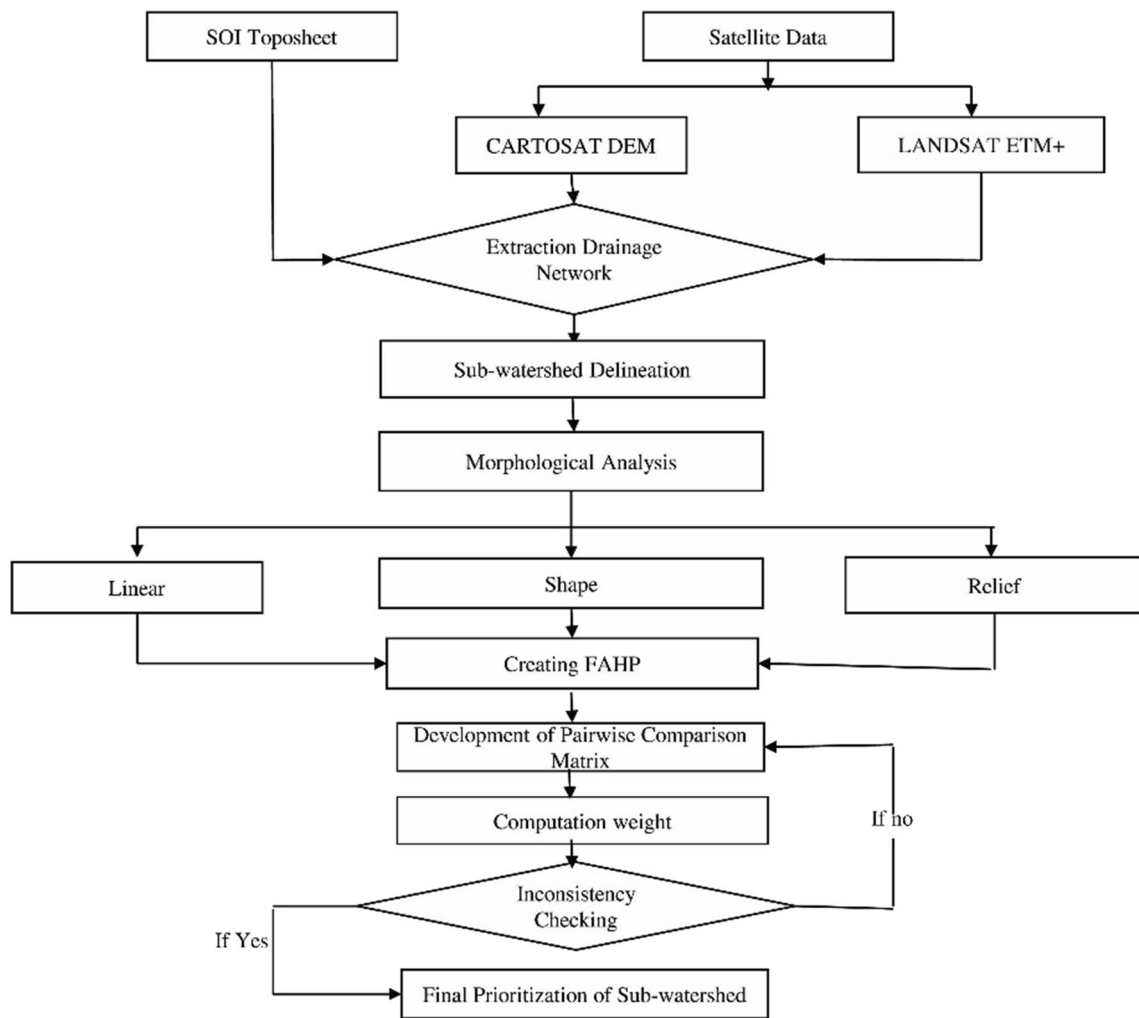 SOI Toposheet
Satellite Data
CARTOSAT DEM
LANDSAT ETM+
Extraction Drainage
Network
Sub-watershed Delineation
Morphological Analysis
Linear
Shape
Relief
Creating FAHP
Development of Pairwise Comparison
Matrix
Computation weight
If no
Inconsistency
Checking
If Yes
Final Prioritization of Sub-watershed